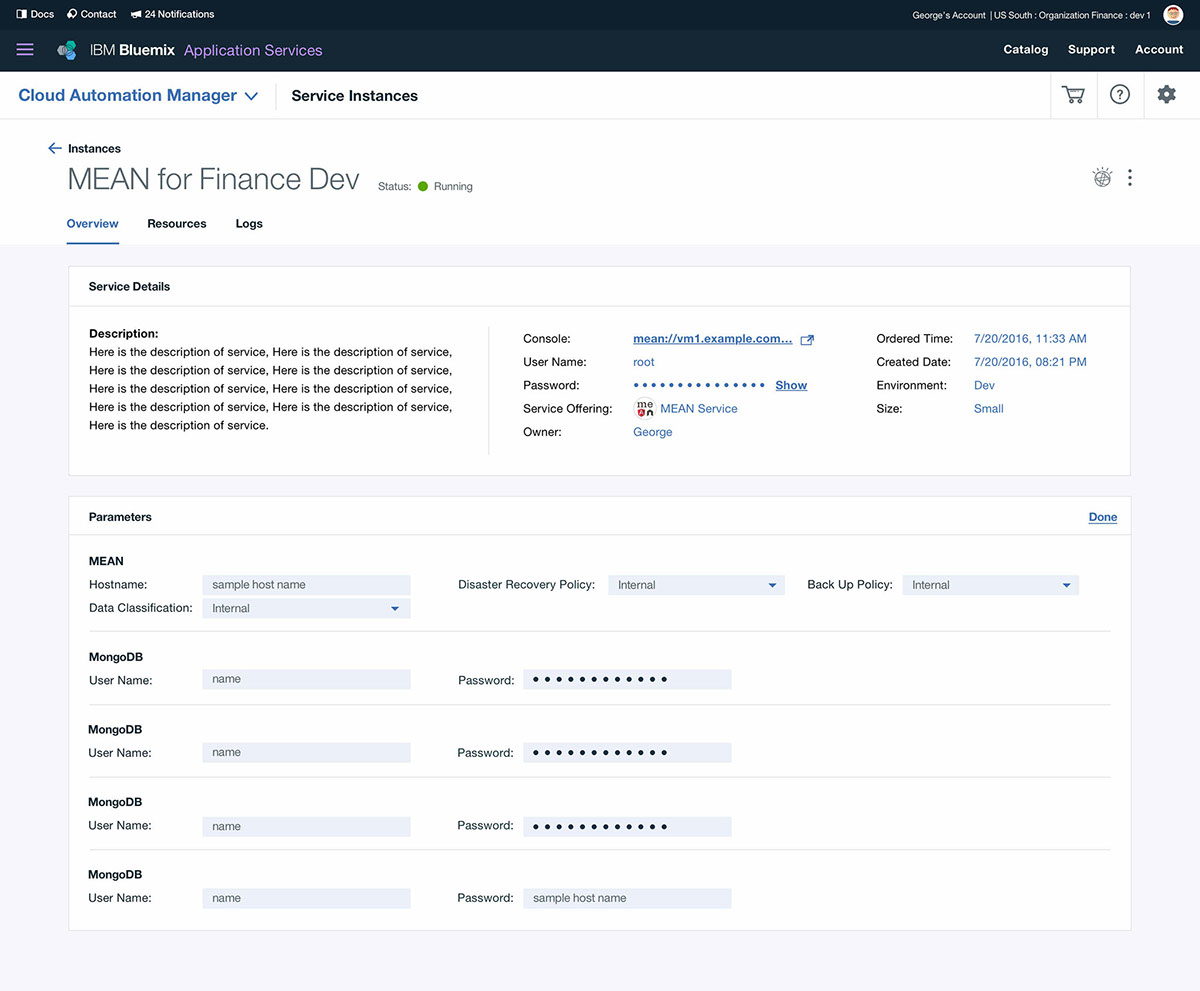 Docs Contact 24 Notifications George's Account | US South : Organization Finance : dev 1
IBM Bluemix Application Services Catalog Support Account
Cloud Automation Manager Service Instances
Instances
MEAN for Finance Dev Status: Running
Overview Resources Logs
Service Details
Description:
Here is the description of service, Here is the description of service,
Here is the description of service, Here is the description of service,
Here is the description of service, Here is the description of service,
Here is the description of service, Here is the description of service,
Here is the description of service.
Console: mean://vm1.example.com...
User Name: root
Password: •••••••••••••• Show
Service Offering: me an MEAN Service
Owner: George
Ordered Time: 7/20/2016, 11:33 AM
Created Date: 7/20/2016, 08:21 PM
Environment: Dev
Size: Small
Parameters Done
MEAN
Hostname: sample host name Disaster Recovery Policy: Internal Back Up Policy: Internal
Data Classification: Internal
MongoDB
User Name: name Password: ••••••••••••
MongoDB
User Name: name Password: ••••••••••••
MongoDB
User Name: name Password: ••••••••••••
MongoDB
User Name: name Password: sample host name